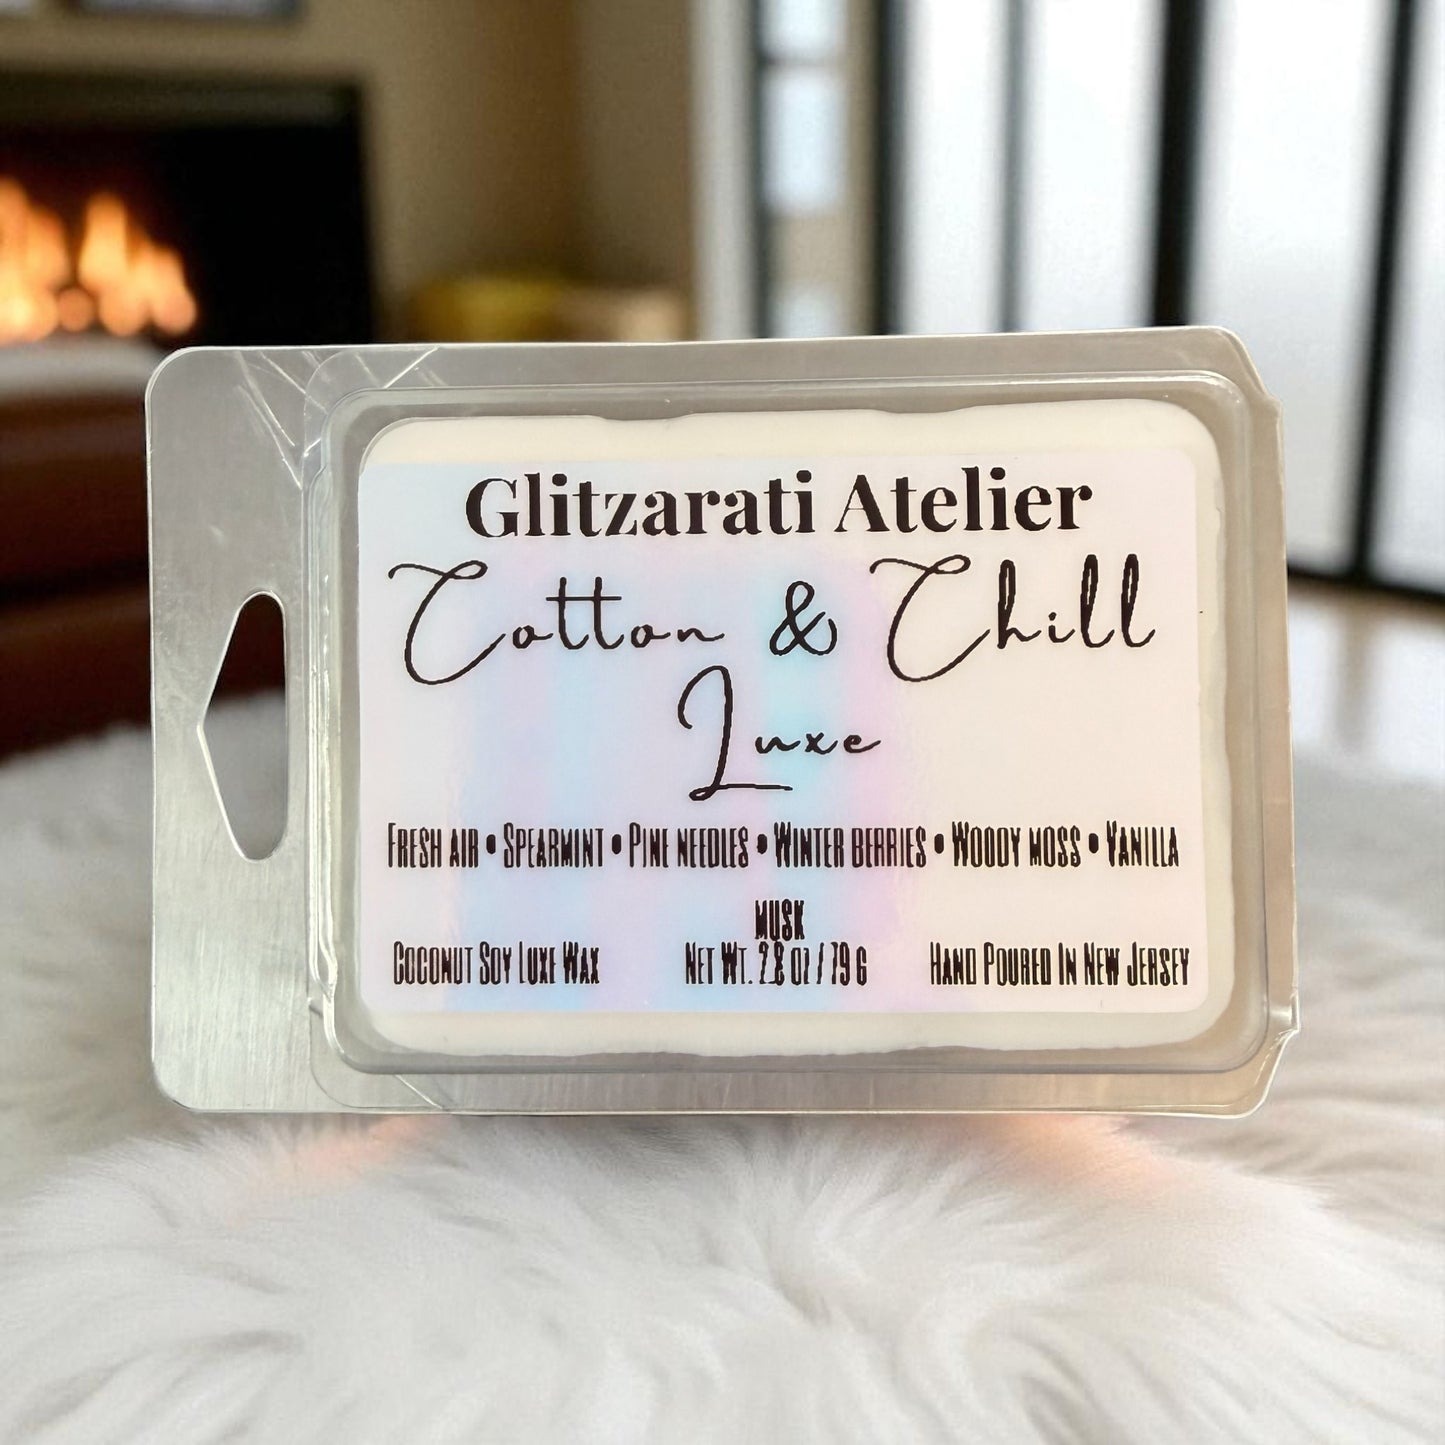 Glitzarati Atelier
Cotton & Chill
Luxe
Fresh air • Spearmint • Pine needles • Winter berries • Woody moss • Vanilla
musk
Coconut Soy Luxe Wax Net Wt. 2.8 oz / 79 g Hand Poured In New Jersey